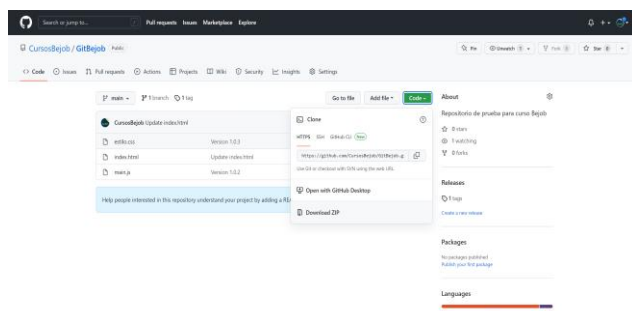 Search or jump to...
Pull requests Issues Marketplace Explore
CursosBejob / GitBejob Public
Pin Unwatch 1 Fork 0 Star 0
Code Issues Pull requests Actions Projects Wiki Security Insights Settings
main 1 branch 1 tag Go to file Add file Code
CursosBejob Update index.html
estilo.css Version 1.0.3
index.html Update index.html
main.js Version 1.0.2
Help people interested in this repository understand your project by adding a
Clone
HTTPS SSH GitHub CLI New
https://github.com/CursosBejob/GitBejob.g
Use Git or checkout with SVN using the web URL.
Open with GitHub Desktop
Download ZIP
About
Repositorio de prueba para curso Bejob
0 stars
1 watching
0 forks
Releases
1 tags
Create a new release
Packages
No packages published
Publish your first package
Languages